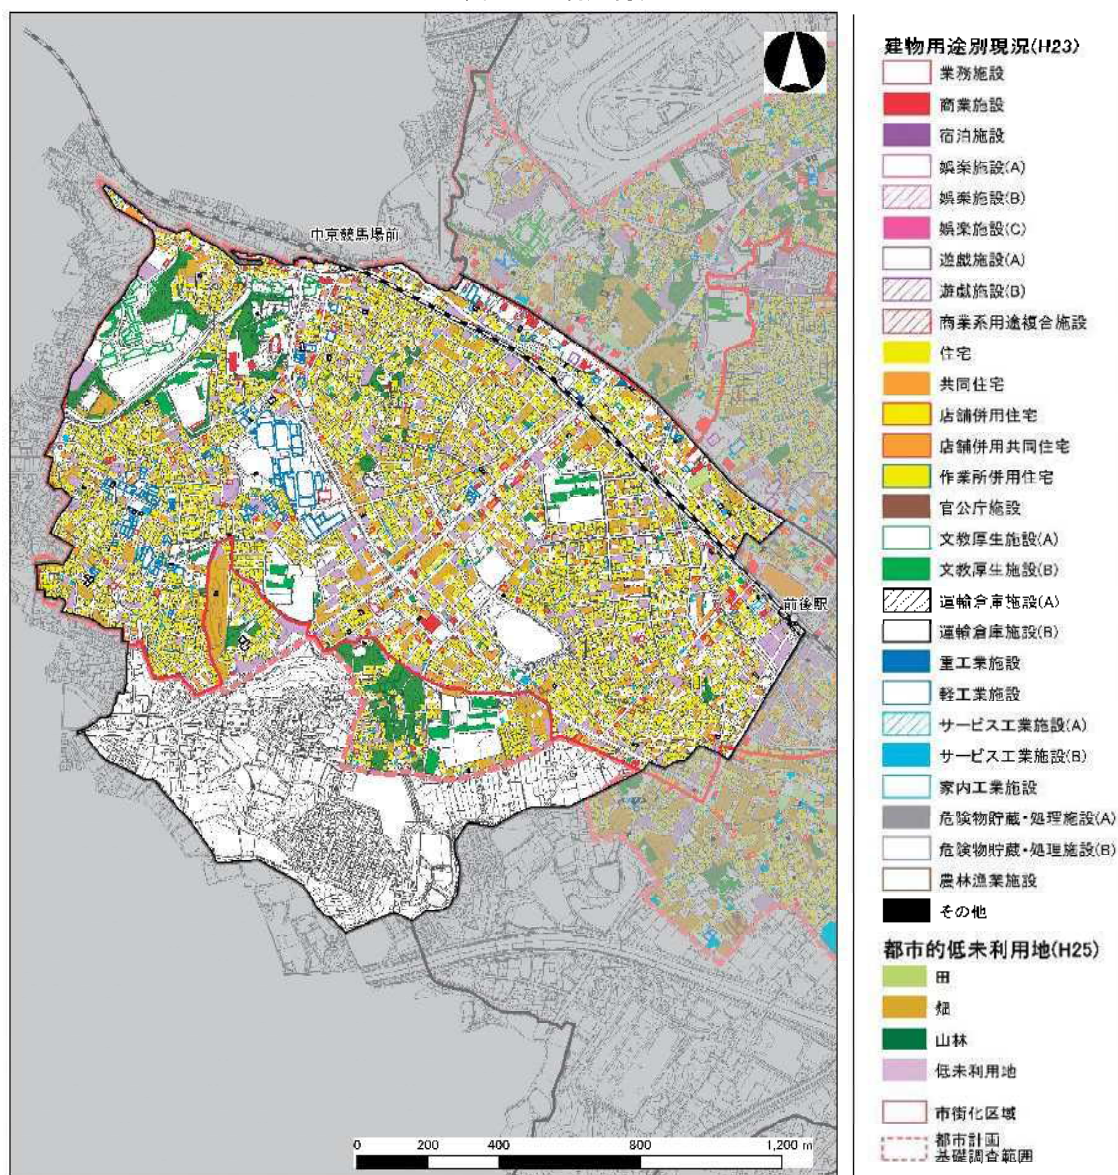 中京競馬場前
前後駅
0 200 400 800 1,200 m
建物用途別現況(H23)
業務施設
商業施設
宿泊施設
娯楽施設(A)
娯楽施設(B)
娯楽施設(C)
遊戯施設(A)
遊戯施設(B)
商業系用途複合施設
住宅
共同住宅
店舗併用住宅
店舗併用共同住宅
作業所併用住宅
官公庁施設
文教厚生施設(A)
文教厚生施設(B)
運輸倉庫施設(A)
運輸倉庫施設(B)
重工業施設
軽工業施設
サービス工業施設(A)
サービス工業施設(B)
家内工業施設
危険物貯蔵・処理施設(A)
危険物貯蔵・処理施設(B)
農林漁業施設
その他
都市的低未利用地(H25)
田
畑
山林
低未利用地
市街化区域
都市計画
基礎調査範囲